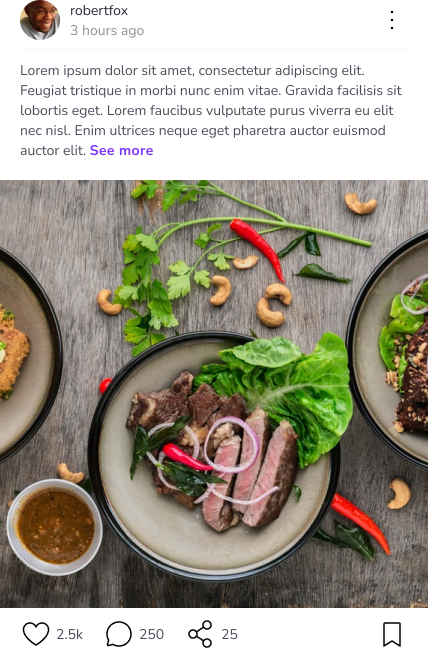 robertfox
3 hours ago
Lorem ipsum dolor sit amet, consectetur adipiscing elit.
Feugiat tristique in morbi nunc enim vitae. Gravida facilisis sit
lobortis eget. Lorem faucibus vulputate purus viverra eu elit
nec nisl. Enim ultrices neque eget pharetra auctor euismod
auctor elit. See more
2.5k 250 25